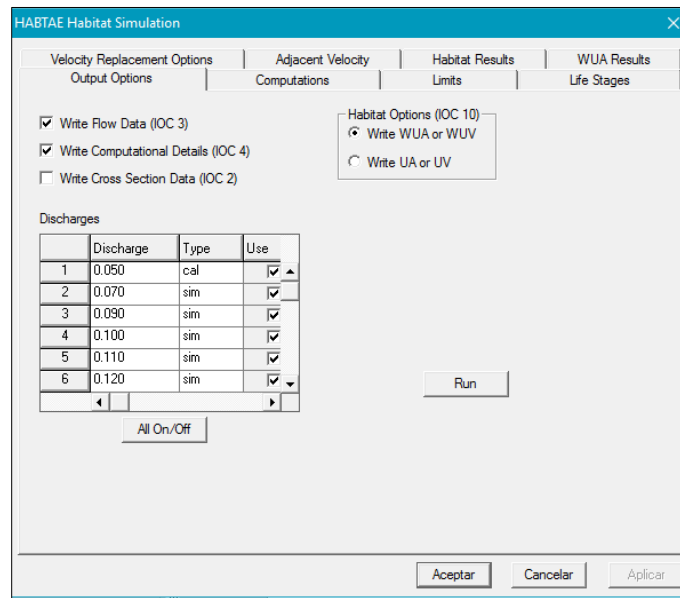 HABTAE Habitat Simulation
Velocity Replacement Options Adjacent Velocity Habitat Results WUA Results
Output Options Computations Limits Life Stages
Write Flow Data (IOC 3)
Write Computational Details (IOC 4)
Write Cross Section Data (IOC 2)
Habitat Options (IOC 10)
Write WUA or WUV
Write UA or UV
Discharges
Discharge Type Use
1 0.050 cal
2 0.070 sim
3 0.090 sim
4 0.100 sim
5 0.110 sim
6 0.120 sim
All On/Off
Run
Aceptar Cancelar Aplicar